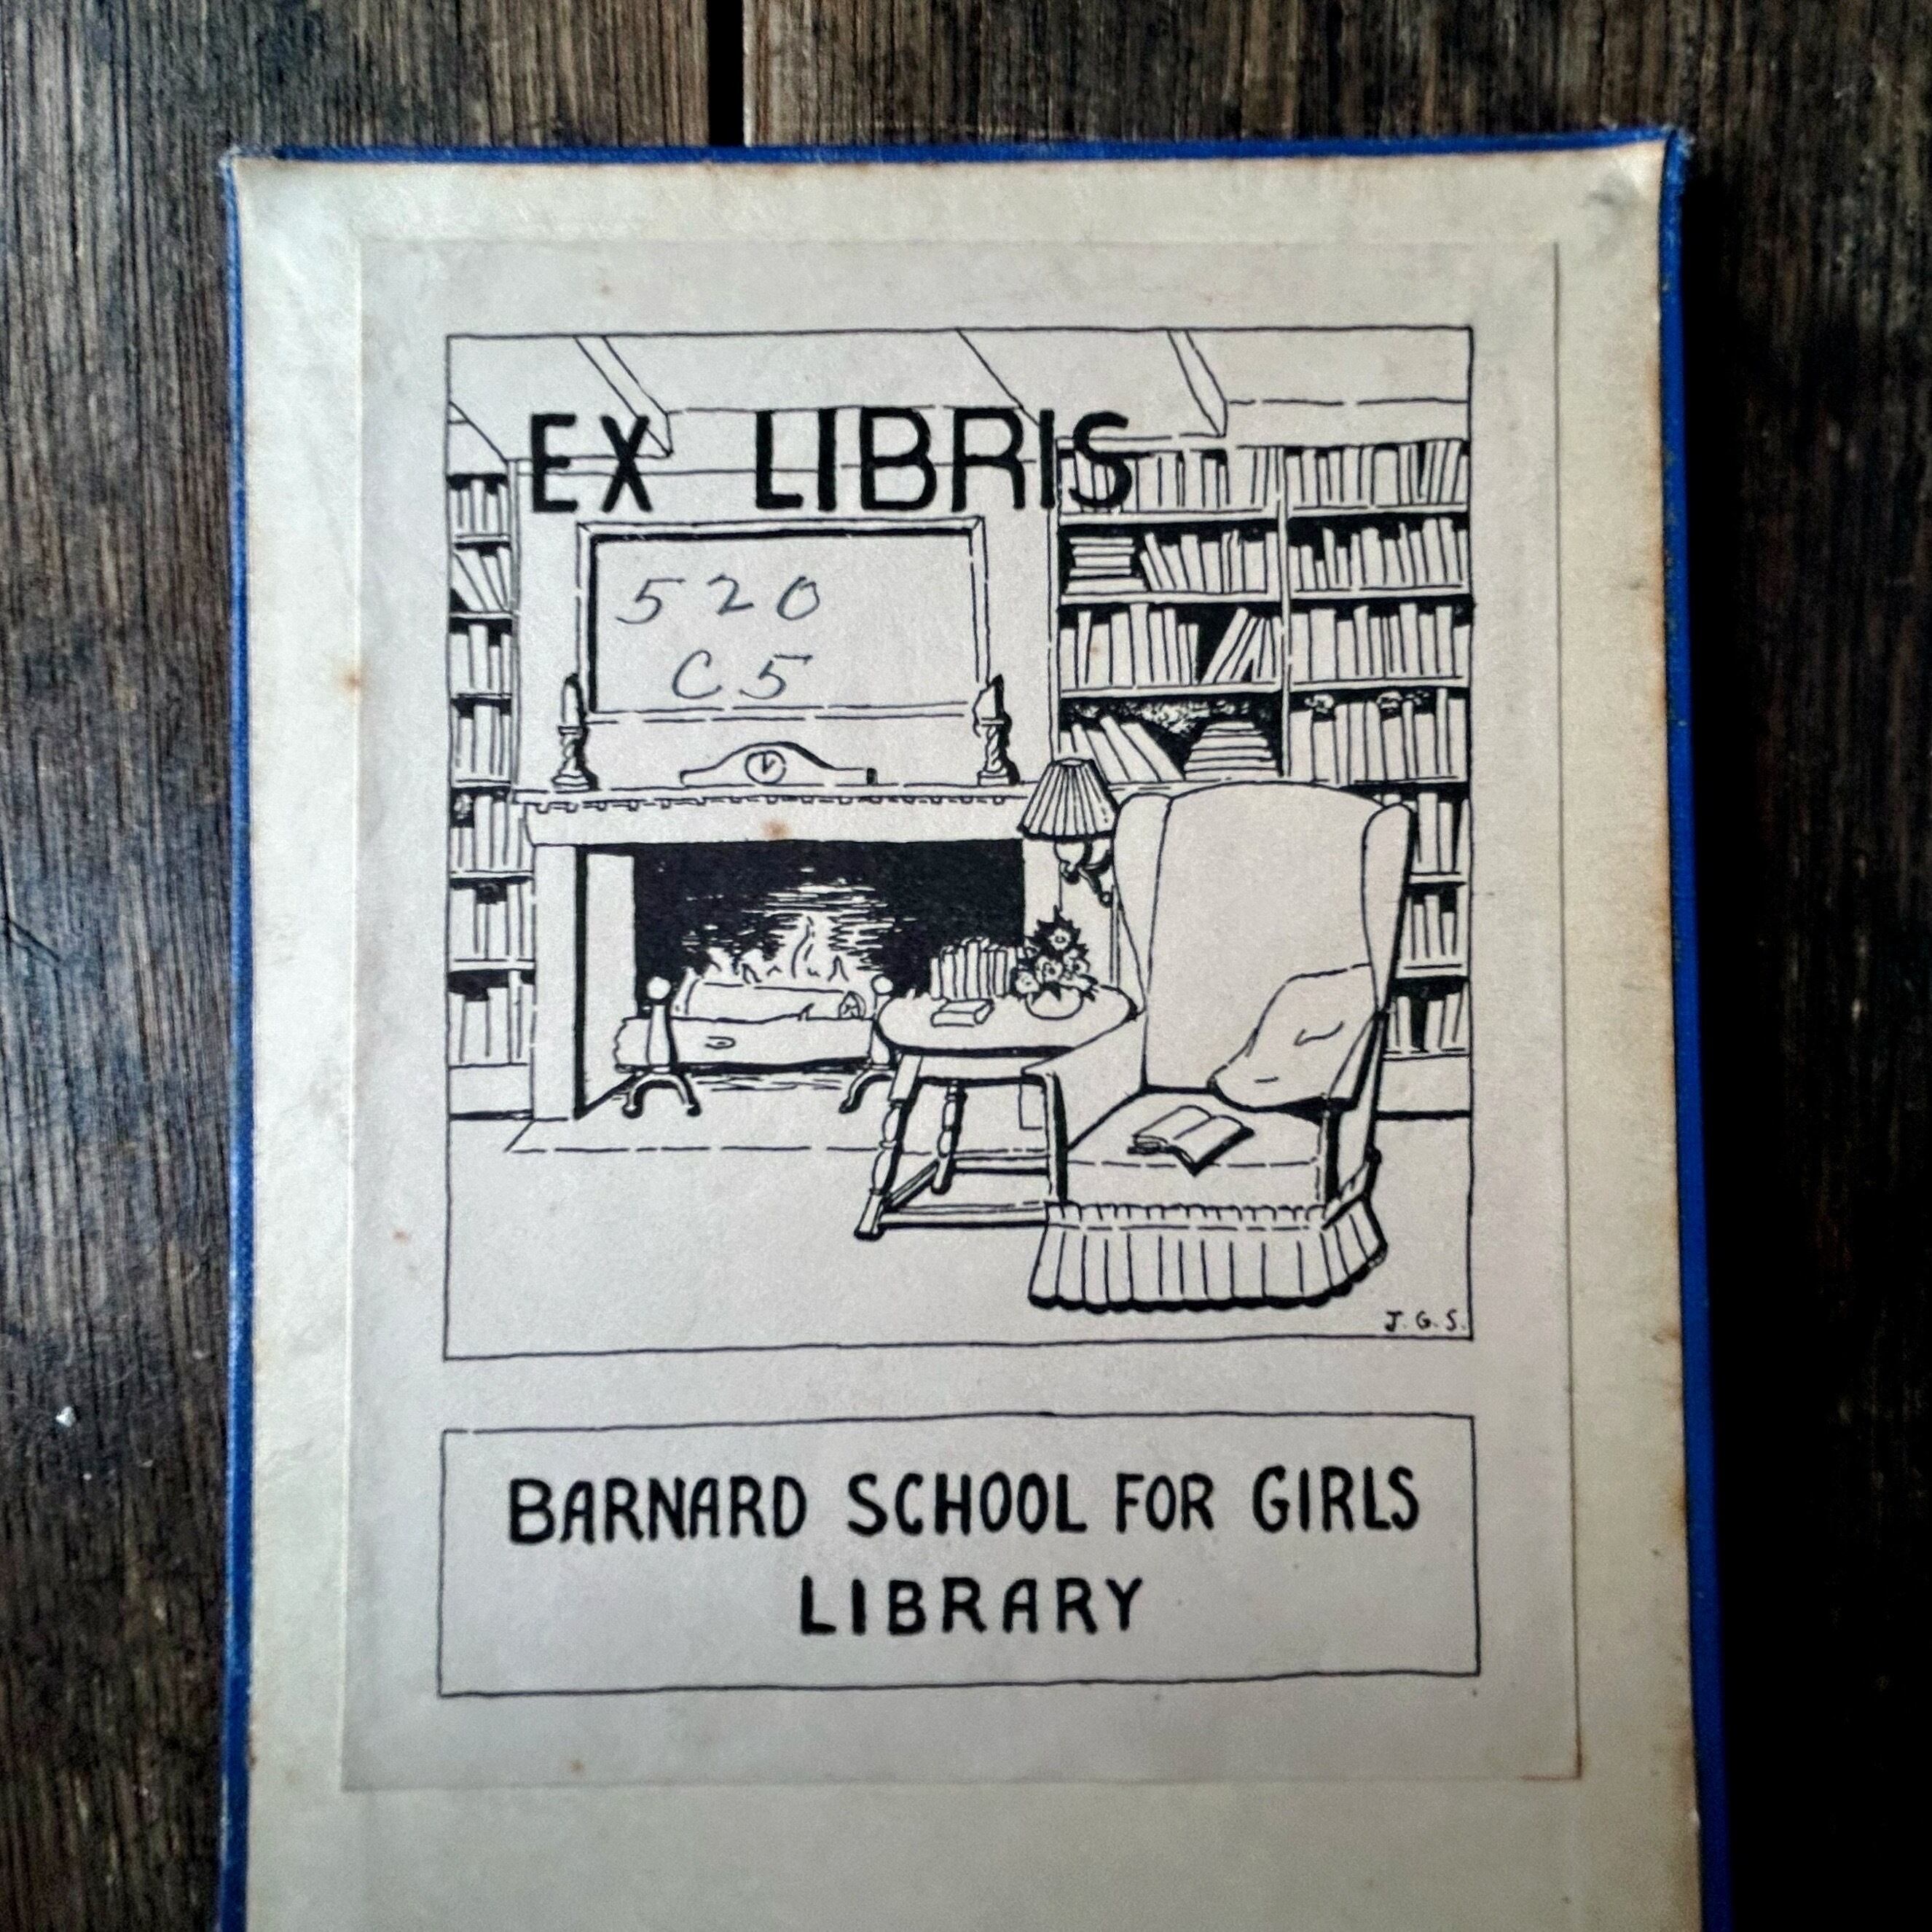 EX LIBRIS
520
C5
J. G. S.
BARNARD SCHOOL FOR GIRLS
LIBRARY